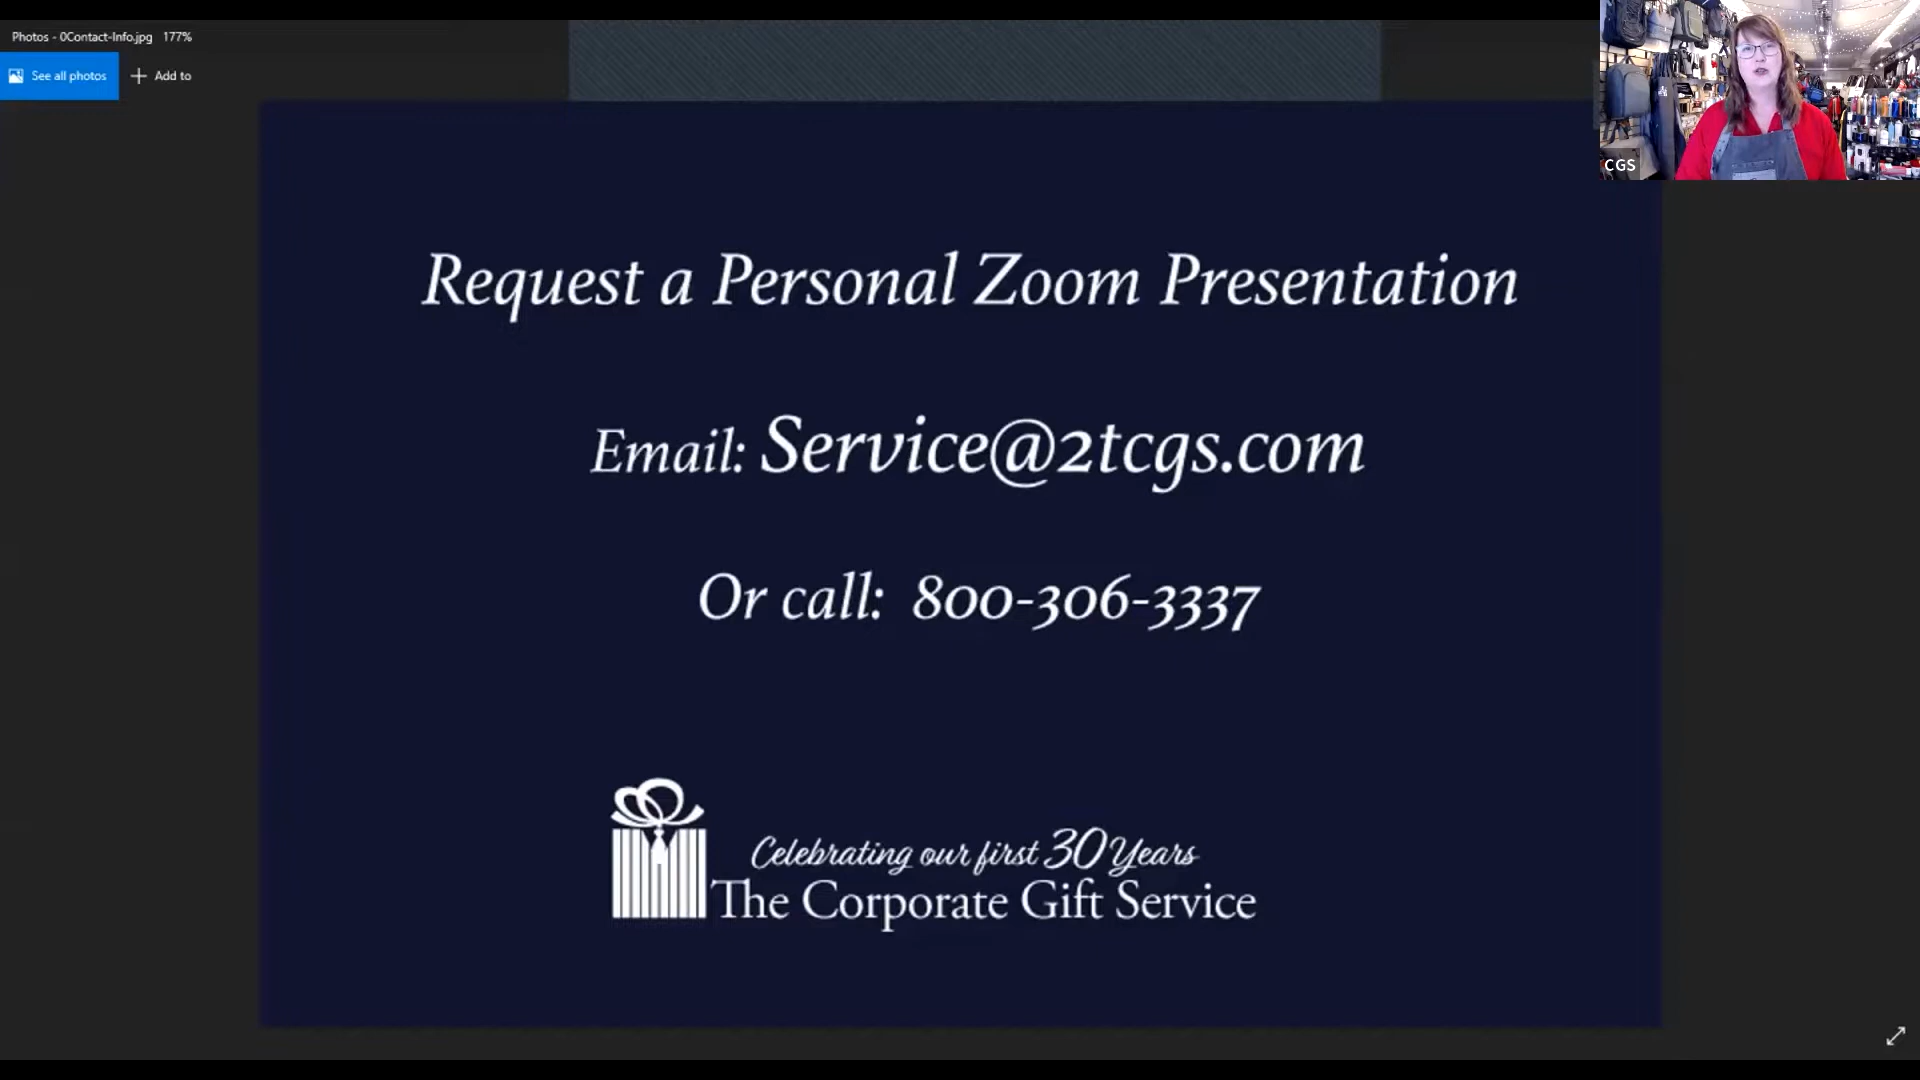 Photos - 0Contact-Info.jpg 177%
See all photos
Add to
CGS
Request a Personal Zoom Presentation
Email: Service@2tcgs.com
Or call: 800-306-3337
Celebrating our first 30 Years
The Corporate Gift Service